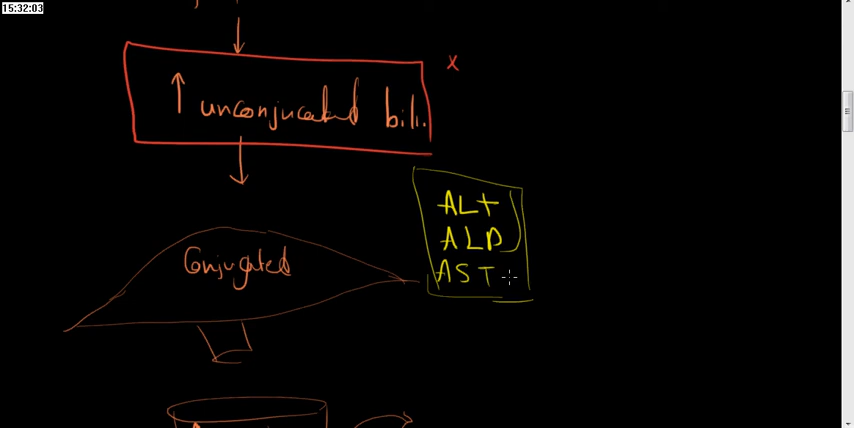 15:32:03
↑ unconjucated bili.
x
ALT
ALP
AST
Conjugated